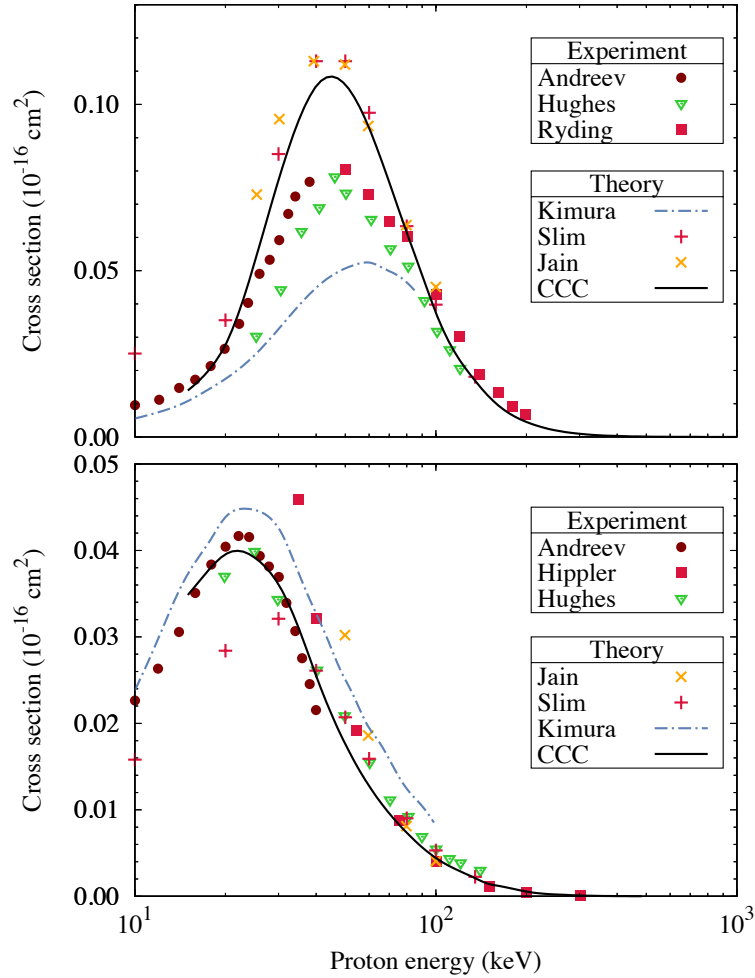 Cross section (10⁻¹⁶ cm²)
0.10
0.05
0.00
Experiment
Andreev
Hughes
Ryding
Theory
Kimura
Slim
Jain
CCC
Cross section (10⁻¹⁶ cm²)
0.05
0.04
0.03
0.02
0.01
0.00
Experiment
Andreev
Hippler
Hughes
Theory
Jain
Slim
Kimura
CCC
10¹ 10² 10³
Proton energy (keV)